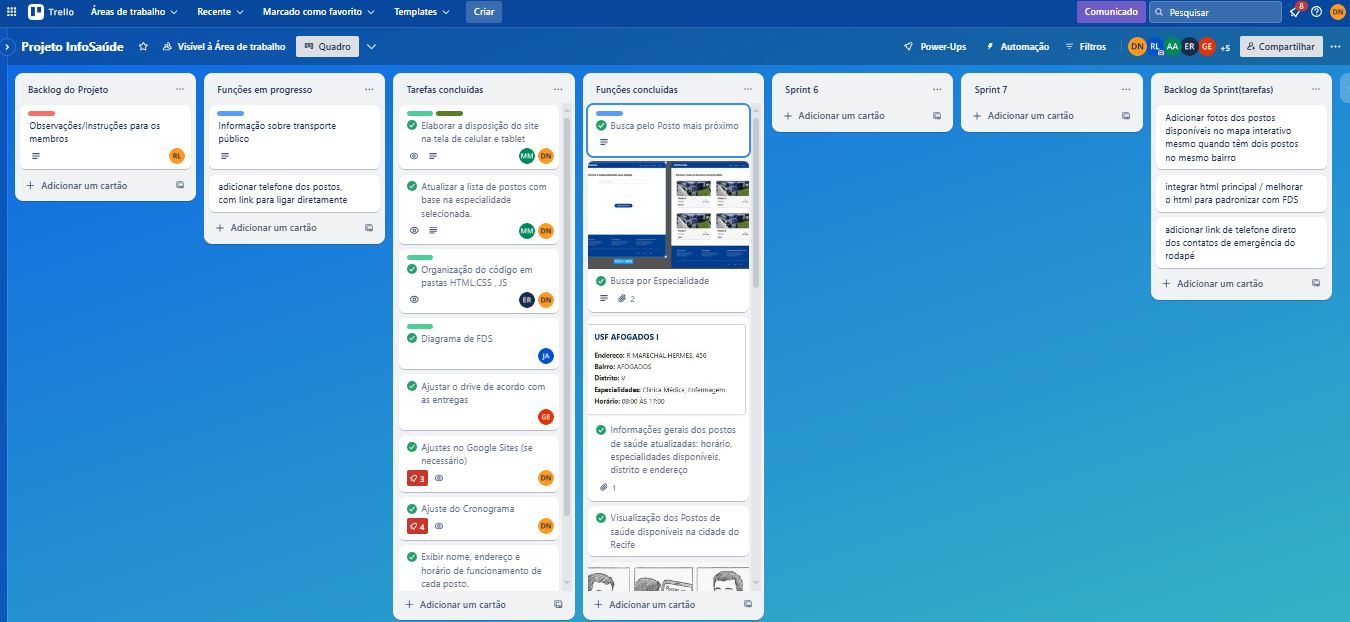 Trello
Áreas de trabalho
Recente
Marcado como favorito
Templates
Criar
Comunicado
Pesquisar
8
DN
Projeto InfoSaúde
Visível à Área de trabalho
Quadro
Power-Ups
Automação
Filtros
DN
RL
AA
ER
GE
+5
Compartilhar
Backlog do Projeto
Observações/Instruções para os
membros
RL
Adicionar um cartão
Funções em progresso
Informação sobre transporte
público
adicionar telefone dos postos,
com link para ligar diretamente
Adicionar um cartão
Tarefas concluidas
Elaborar a disposição do site
na tela de celular e tablet
MM
DN
Atualizar a lista de postos com
base na especialidade
selecionada.
MM
DN
Organização do código em
pastas HTML,CSS , JS
ER
DN
Diagrama de FDS
JA
Ajustar o drive de acordo com
as entregas
GE
Ajustes no Google Sites (se
necessário)
3
DN
Ajuste do Cronograma
4
DN
Exibir nome, endereço e
horário de funcionamento de
cada posto.
Adicionar um cartão
Funções concluidas
Busca pelo Posto mais próximo
Busca por Especialidade
2
USF AFOGADOS I
Endereço: R MARECHAL HERMES, 456
Bairro: AFOGADOS
Distrito: V
Especialidades: Clínica Médica, Enfermagem
Horário: 08:00 ÀS 17:00
Informações gerais dos postos
de saúde atualizadas: horário,
especialidades disponíveis,
distrito e endereço
1
Visualização dos Postos de
saúde disponíveis na cidade do
Recife
Adicionar um cartão
Sprint 6
Adicionar um cartão
Sprint 7
Adicionar um cartão
Backlog da Sprint(tarefas)
Adicionar fotos dos postos
disponíveis no mapa interativo
mesmo quando têm dois postos
no mesmo bairro
integrar html principal / melhorar
o html para padronizar com FDS
adicionar link de telefone direto
dos contatos de emergência do
rodapé
Adicionar um cartão